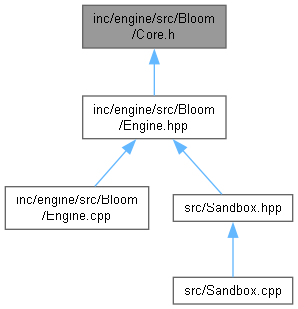 inc/engine/src/Bloom
/Core.h
inc/engine/src/Bloom
/Engine.hpp
inc/engine/src/Bloom
/Engine.cpp
src/Sandbox.hpp
src/Sandbox.cpp